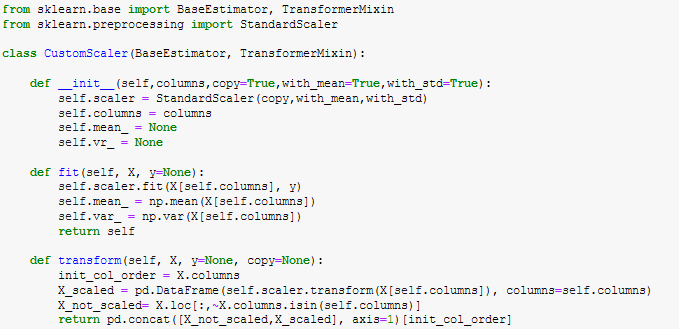 from sklearn.base import BaseEstimator, TransformerMixin
from sklearn.preprocessing import StandardScaler

class CustomScaler(BaseEstimator, TransformerMixin):

    def __init__(self,columns,copy=True,with_mean=True,with_std=True):
        self.scaler = StandardScaler(copy,with_mean,with_std)
        self.columns = columns
        self.mean_ = None
        self.vr_ = None

    def fit(self, X, y=None):
        self.scaler.fit(X[self.columns], y)
        self.mean_ = np.mean(X[self.columns])
        self.var_ = np.var(X[self.columns])
        return self

    def transform(self, X, y=None, copy=None):
        init_col_order = X.columns
        X_scaled = pd.DataFrame(self.scaler.transform(X[self.columns]), columns=self.columns)
        X_not_scaled= X.loc[:,~X.columns.isin(self.columns)]
        return pd.concat([X_not_scaled,X_scaled], axis=1)[init_col_order]